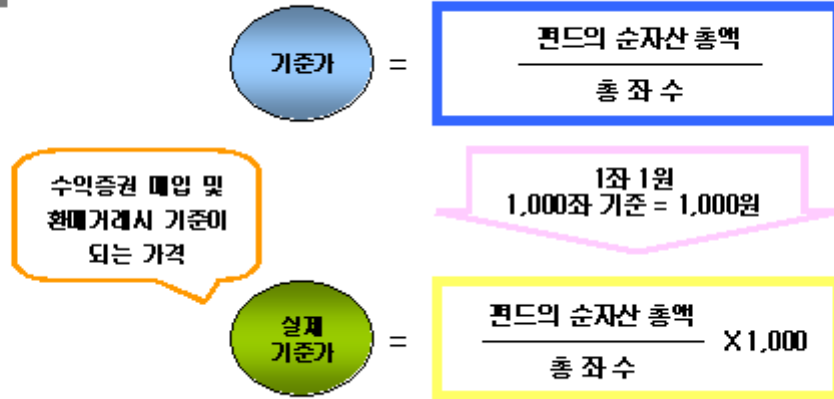 기준가
=
펀드의 순자산 총액
총 좌 수
수익증권 매입 및
환매거래시 기준이
되는 가격
1좌 1원
1,000좌 기준 = 1,000원
실제
기준가
=
펀드의 순자산 총액
총 좌 수
X 1,000